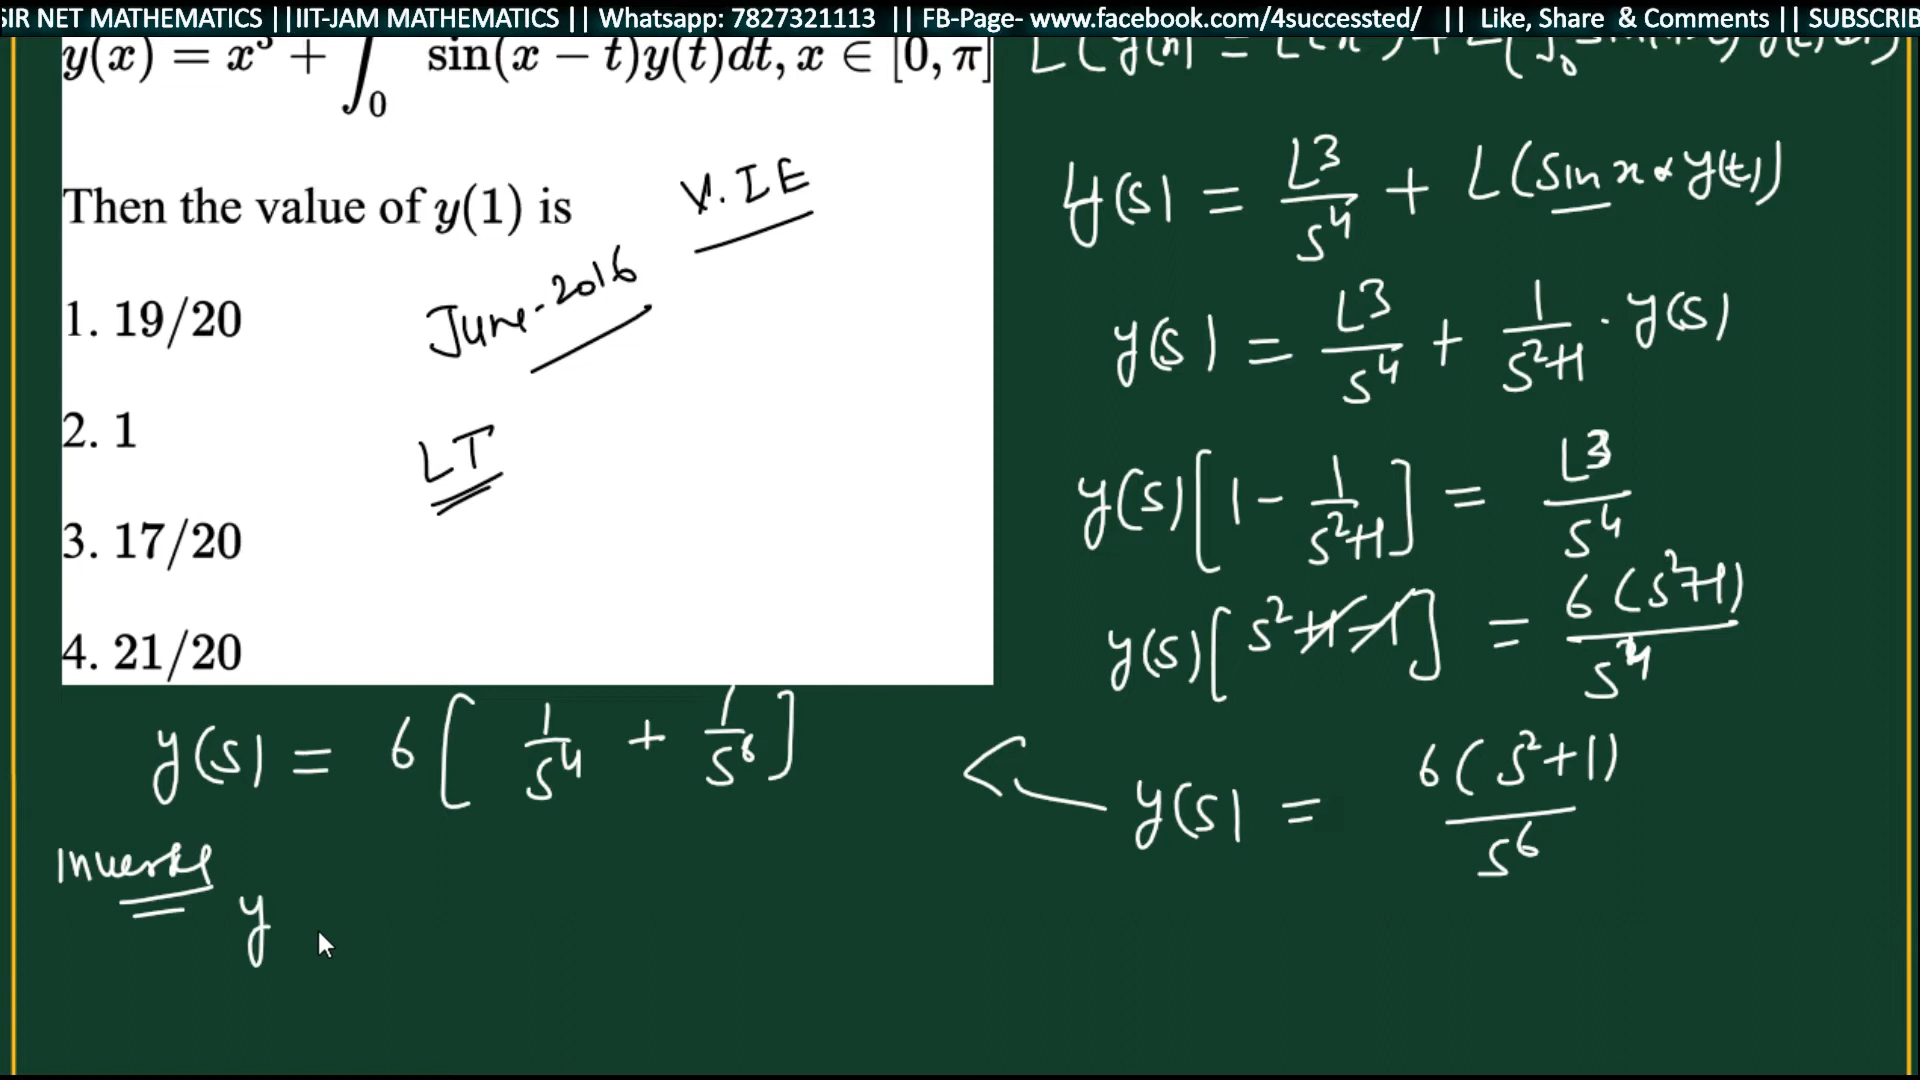 SIR NET MATHEMATICS ||IIT-JAM MATHEMATICS || Whatsapp: 7827321113 || FB-Page- www.facebook.com/4successted/ || Like, Share & Comments || SUBSCRIB
y(x) = x³ + ∫₀ sin(x − t)y(t)dt, x ∈ [0, π]
Then the value of y(1) is
V.IE
June-2016
1. 19/20
2. 1
LT
3. 17/20
4. 21/20
y(s) = L3/s⁴ + L(sin x * y(t))
y(s) = L3/s⁴ + 1/s²+1 · y(s)
y(s)[1 - 1/s²+1] = L3/s⁴
y(s)[s²+1-1] = 6(s²+1)/s⁴
y(s) = 6(s²+1)/s⁶
y(s) = 6[1/s⁴ + 1/s⁶]
Inverse
y